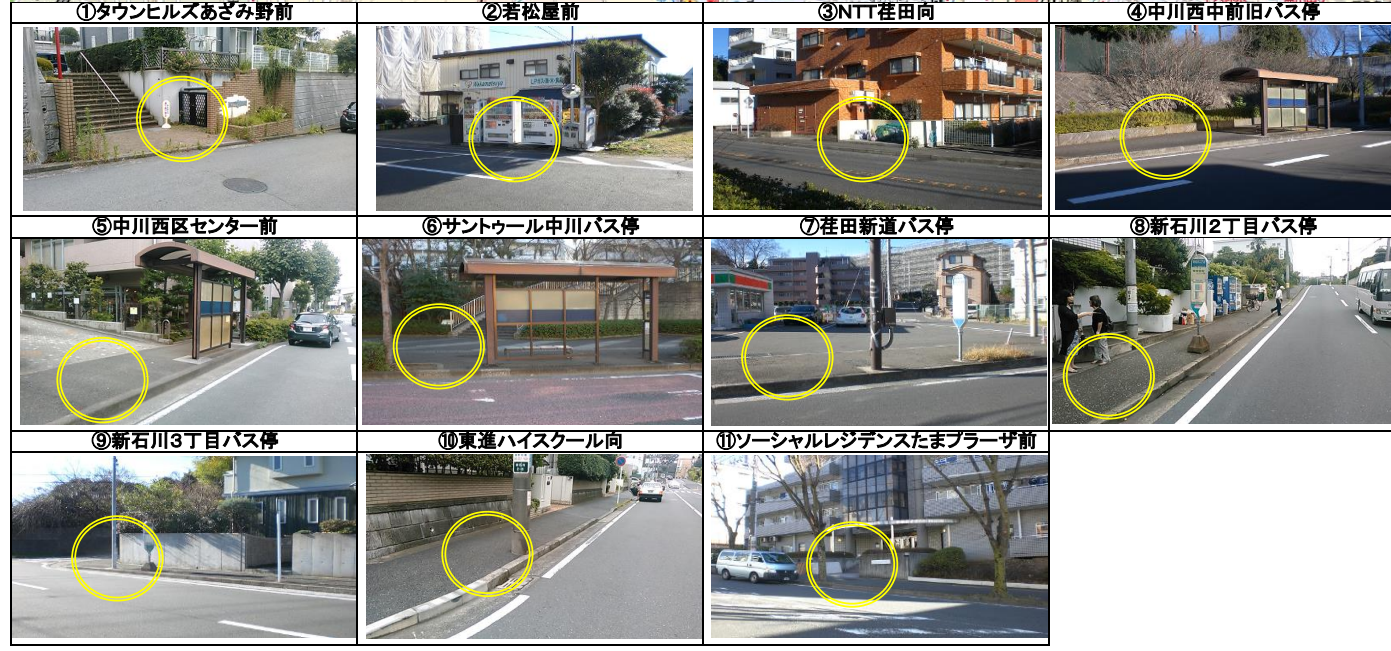 ①タウンヒルズあざみ野前
②若松屋前
③NTT荏田向
④中川西中前旧バス停
⑤中川西区センター前
⑥サントゥール中川バス停
⑦荏田新道バス停
⑧新石川２丁目バス停
⑨新石川３丁目バス停
⑩東進ハイスクール向
⑪ソーシャルレジデンスたまプラーザ前